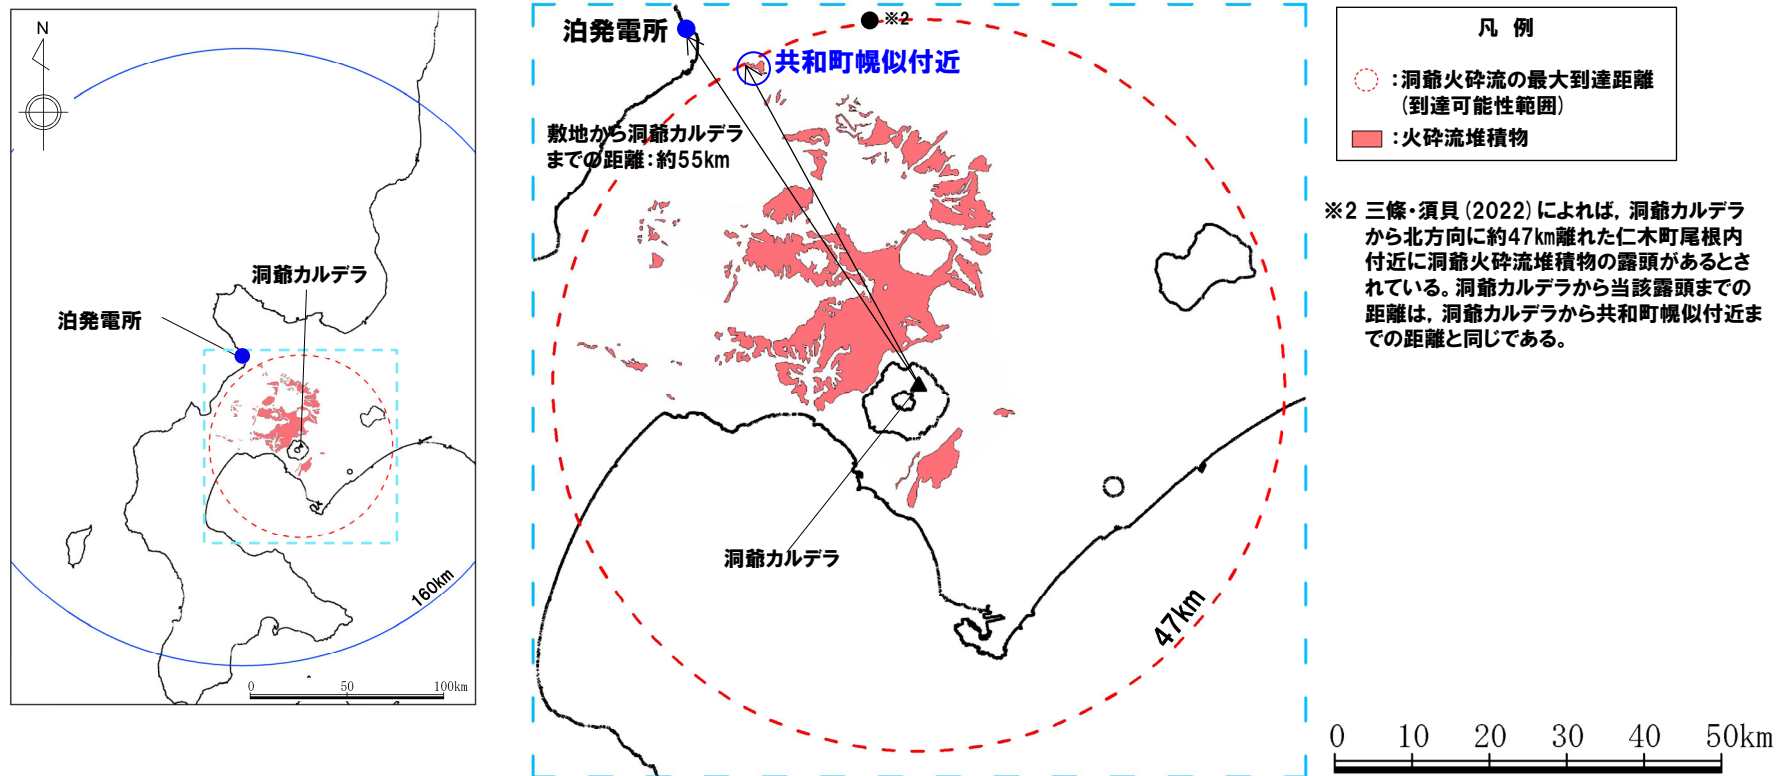 N
洞爺カルデラ
泊発電所
160km
0 50 100km
※2
泊発電所
共和町幌似付近
敷地から洞爺カルデラ
までの距離：約55km
洞爺カルデラ
47km
凡 例
：洞爺火砕流の最大到達距離
(到達可能性範囲)
：火砕流堆積物
※2 三條・須貝(2022)によれば，洞爺カルデラ
から北方向に約47km離れた仁木町尾根内
付近に洞爺火砕流堆積物の露頭があるとさ
れている。洞爺カルデラから当該露頭までの
距離は，洞爺カルデラから共和町幌似付近ま
での距離と同じである。
0 10 20 30 40 50km